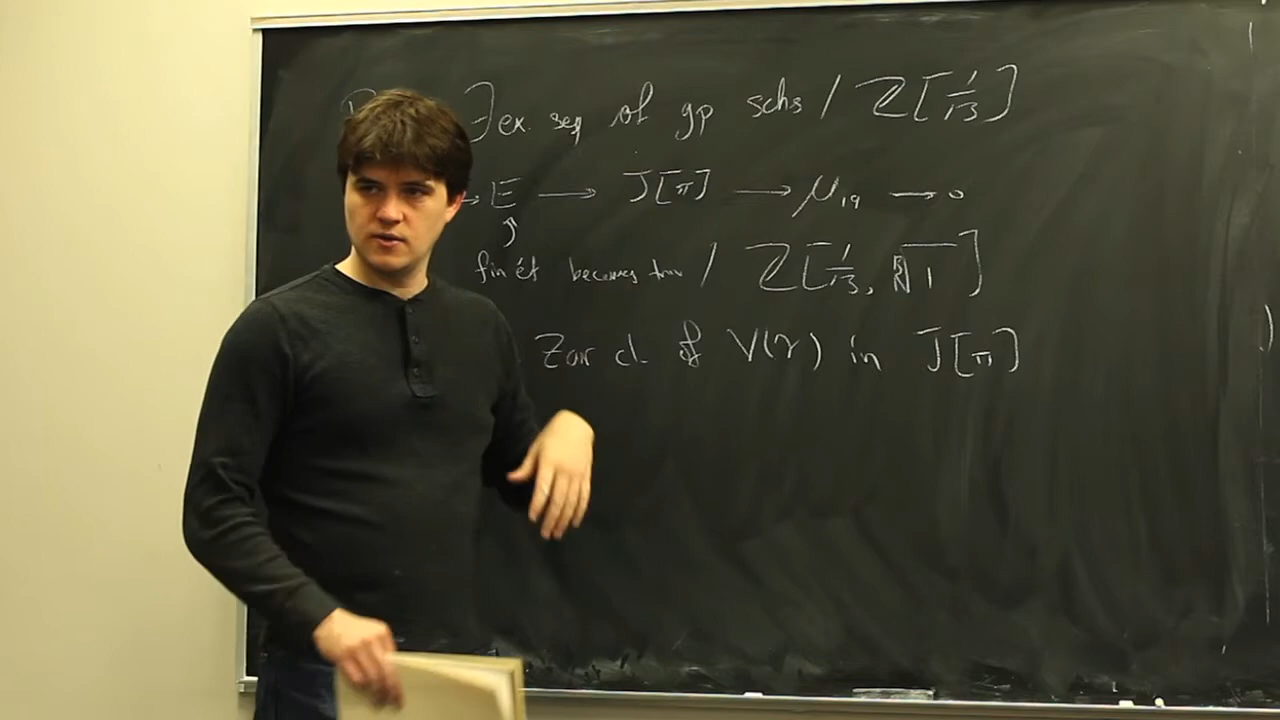 ∃ ex. seq of gp schs / Z[1/13]
→ E → J[π] → μ₁₉ → 0
fin ét becomes triv / Z[1/13, ¹³√1]
Zar cl. of V(γ) in J[π]